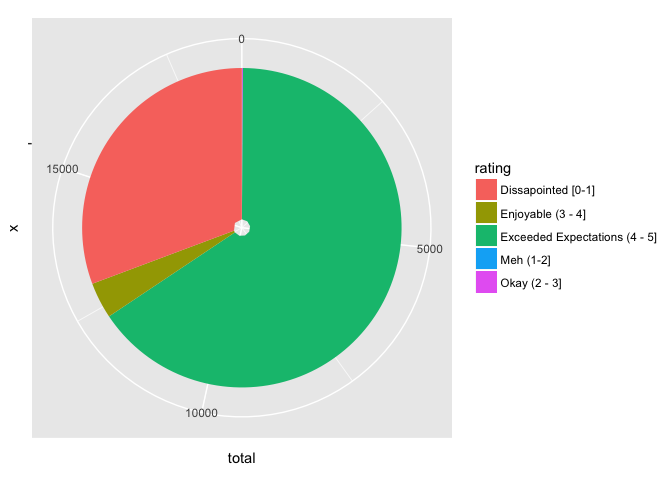 0
15000
5000
10000
x
total
rating
Dissapointed [0-1]
Enjoyable (3 - 4]
Exceeded Expectations (4 - 5]
Meh (1-2]
Okay (2 - 3]